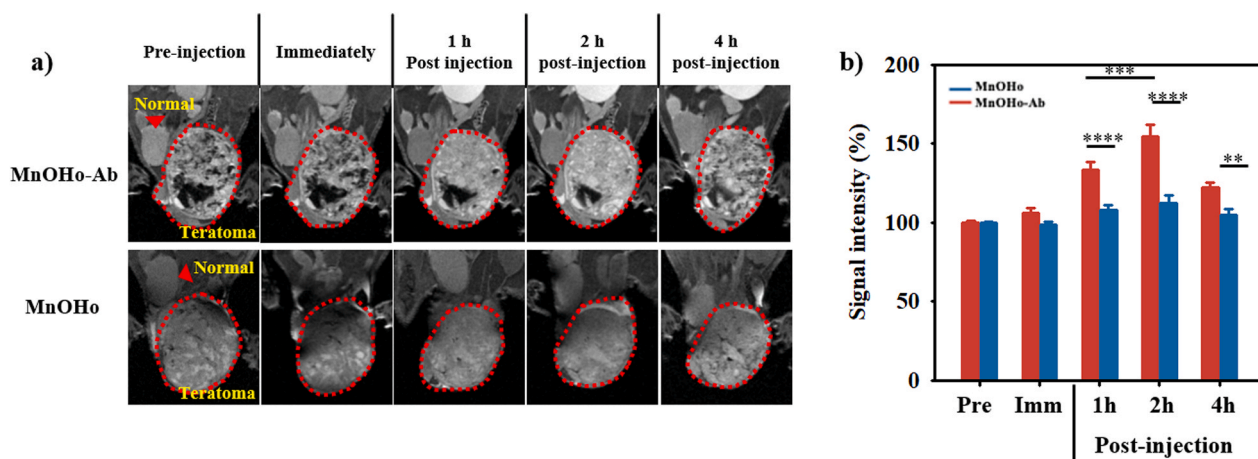 a)
Pre-injection
Immediately
1 h
Post injection
2 h
post-injection
4 h
post-injection
MnOHo-Ab
Normal
Teratoma
MnOHo
Normal
Teratoma
b)
Signal intensity (%)
200
150
100
50
0
MnOHo
MnOHo-Ab
***
****
****
**
Pre
Imm
1h
2h
4h
Post-injection